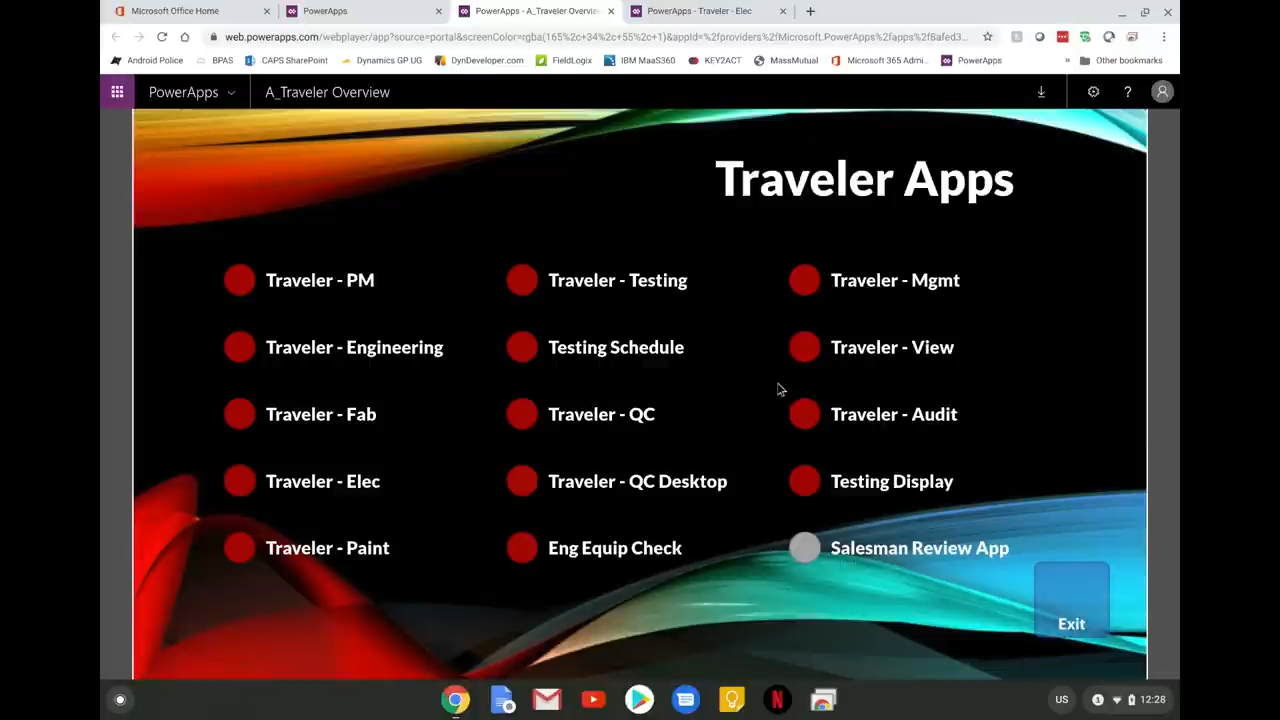 Microsoft Office Home
PowerApps
PowerApps - A_Traveler Overvie
PowerApps - Traveler - Elec
web.powerapps.com/webplayer/app?source=portal&screenColor=rgba(165%2c+34%2c+55%2c+1)&appId=%2fproviders%2fMicrosoft.PowerApps%2fapps%2f8afed3...
Android Police
BPAS
CAPS SharePoint
Dynamics GP UG
DynDeveloper.com
FieldLogix
IBM MaaS360
KEY2ACT
MassMutual
Microsoft 365 Admi...
PowerApps
»
Other bookmarks
PowerApps
A_Traveler Overview
?
Traveler Apps
Traveler - PM
Traveler - Testing
Traveler - Mgmt
Traveler - Engineering
Testing Schedule
Traveler - View
Traveler - Fab
Traveler - QC
Traveler - Audit
Traveler - Elec
Traveler - QC Desktop
Testing Display
Traveler - Paint
Eng Equip Check
Salesman Review App
Exit
US
1
12:28